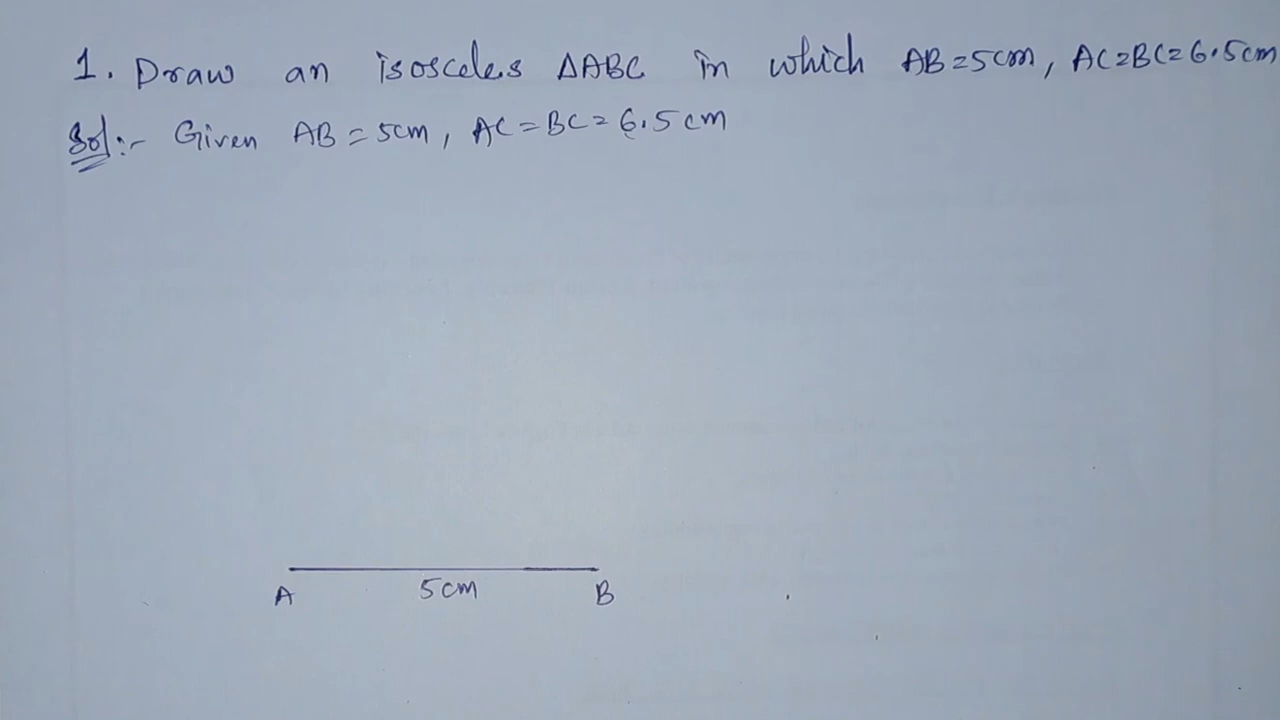 1. Draw an isosceles ΔABC in which AB=5cm, AC=BC=6.5cm
Sol:- Given AB=5cm, AC=BC=6.5cm
5cm
A B